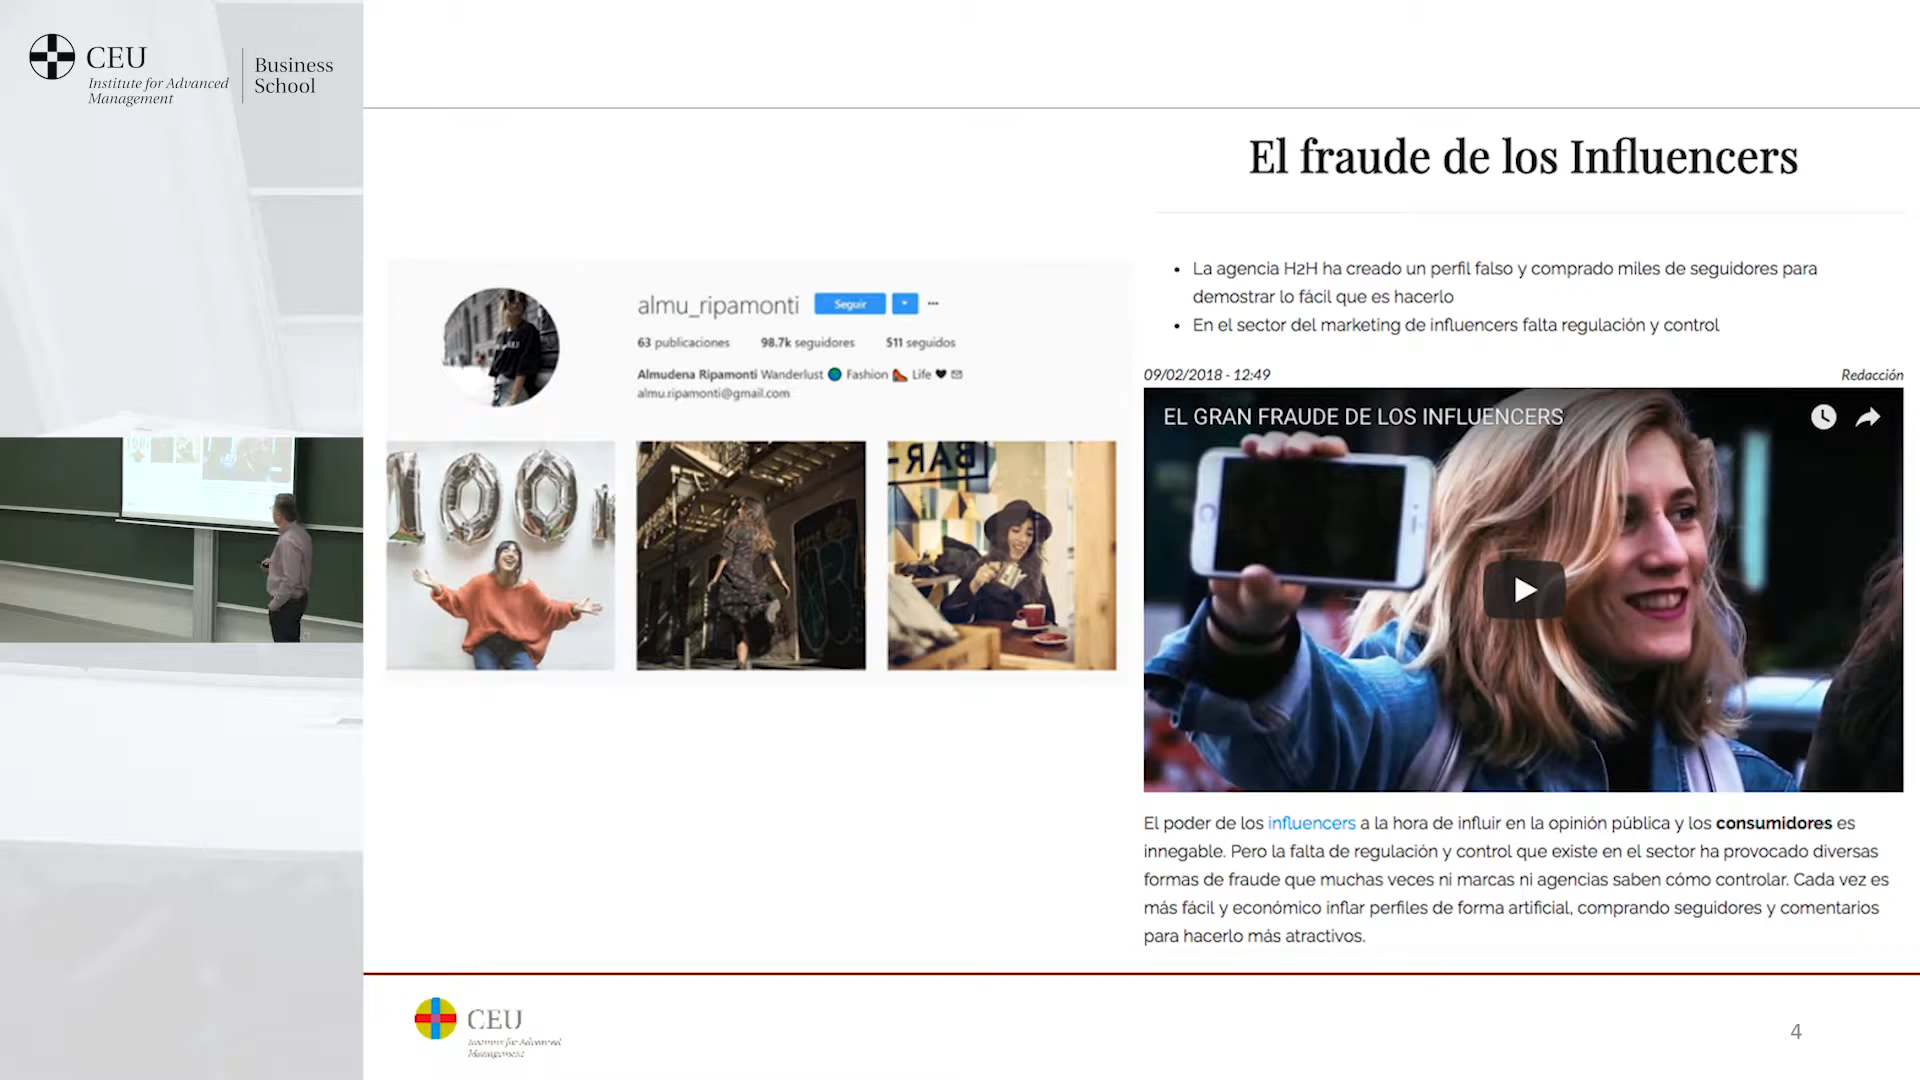 CEU
Institute for Advanced
Management
Business
School
El fraude de los Influencers
almu_ripamonti Seguir
63 publicaciones 98.7k seguidores 511 seguidos
Almudena Ripamonti Wanderlust Fashion Life
almu.ripamonti@gmail.com
100
BAR
• La agencia H2H ha creado un perfil falso y comprado miles de seguidores para
demostrar lo fácil que es hacerlo
• En el sector del marketing de influencers falta regulación y control
09/02/2018 - 12:49 Redacción
EL GRAN FRAUDE DE LOS INFLUENCERS
El poder de los influencers a la hora de influir en la opinión pública y los consumidores es
innegable. Pero la falta de regulación y control que existe en el sector ha provocado diversas
formas de fraude que muchas veces ni marcas ni agencias saben cómo controlar. Cada vez es
más fácil y económico inflar perfiles de forma artificial, comprando seguidores y comentarios
para hacerlo más atractivos.
CEU
Institute for Advanced
Management
4